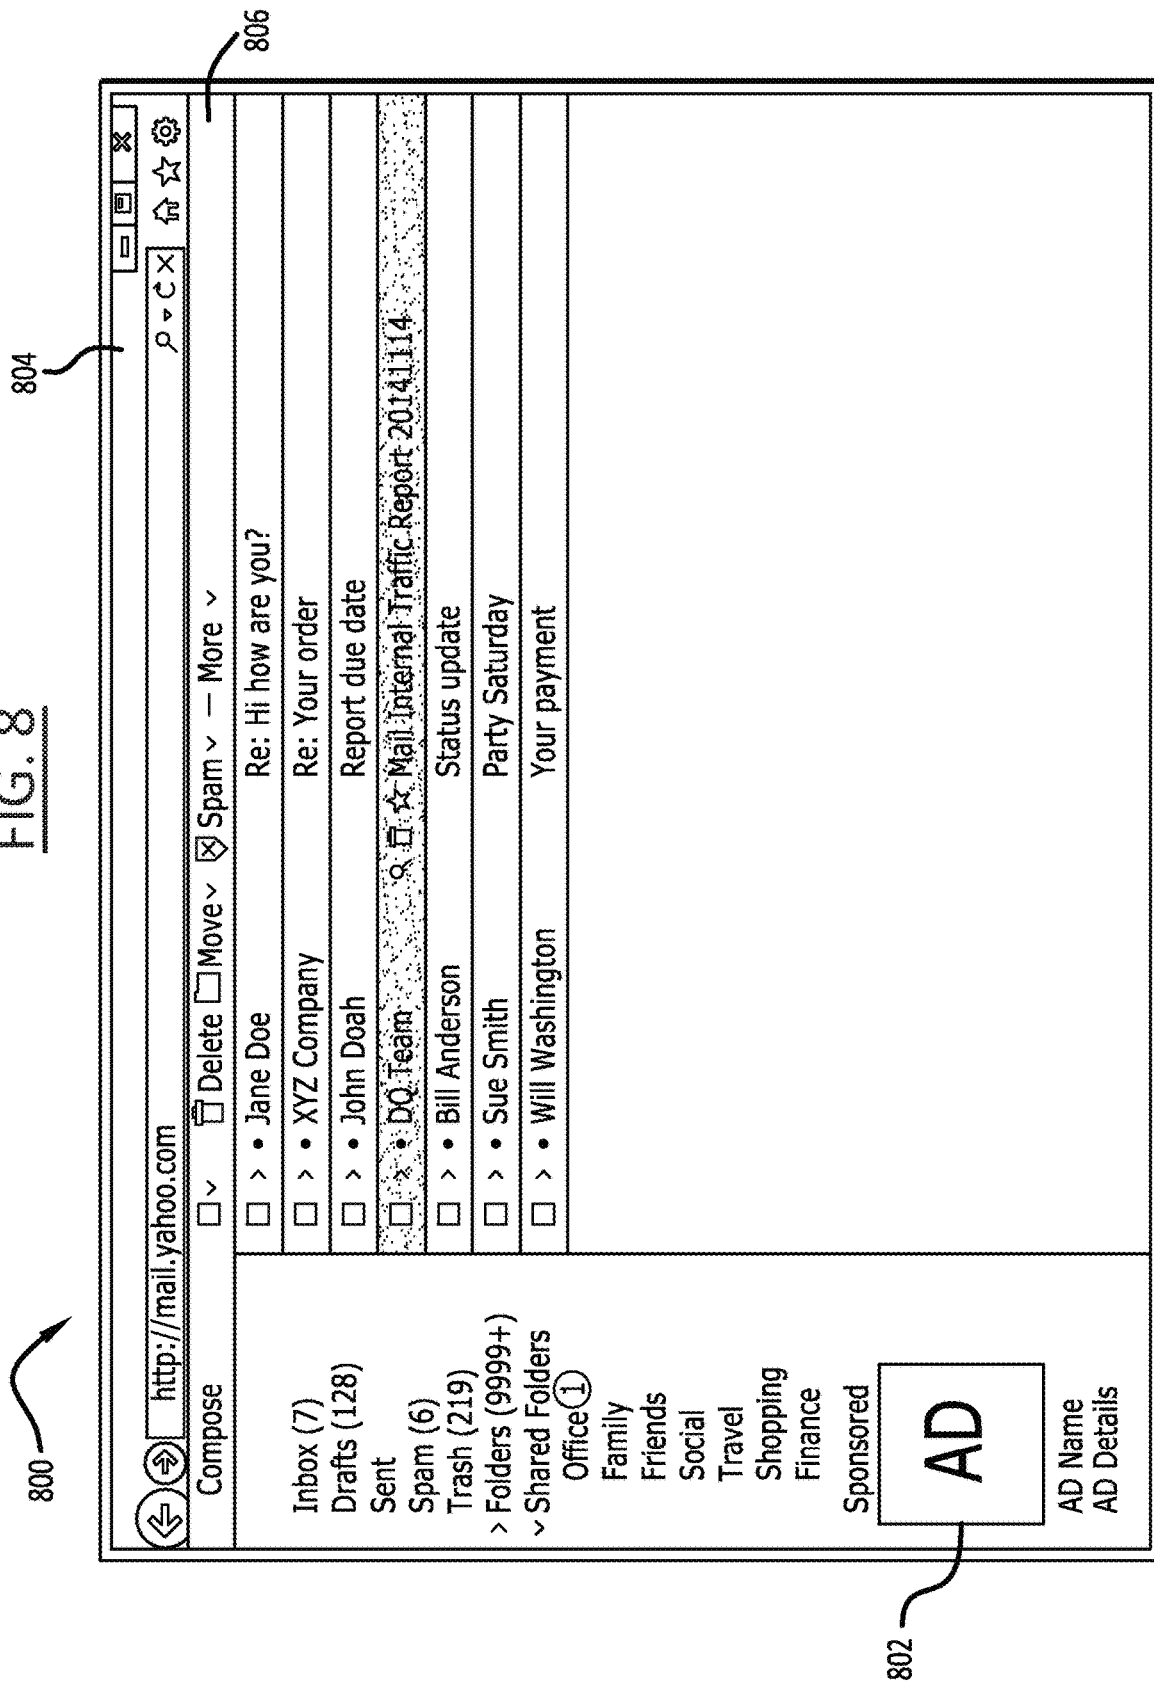 FIG. 8
800
804
806
http://mail.yahoo.com
Compose
Delete Move Spam — More
Inbox (7)
Drafts (128)
Sent
Spam (6)
Trash (219)
> Folders (9999+)
Shared Folders
Office 1
Family
Friends
Social
Travel
Shopping
Finance
Sponsored
AD
AD Name
AD Details
802
> • Jane Doe Re: Hi how are you?
> • XYZ Company Re: Your order
> • John Doah Report due date
> • DQ Team Mail Internal Traffic Report 20141114
> • Bill Anderson Status update
> • Sue Smith Party Saturday
> • Will Washington Your payment